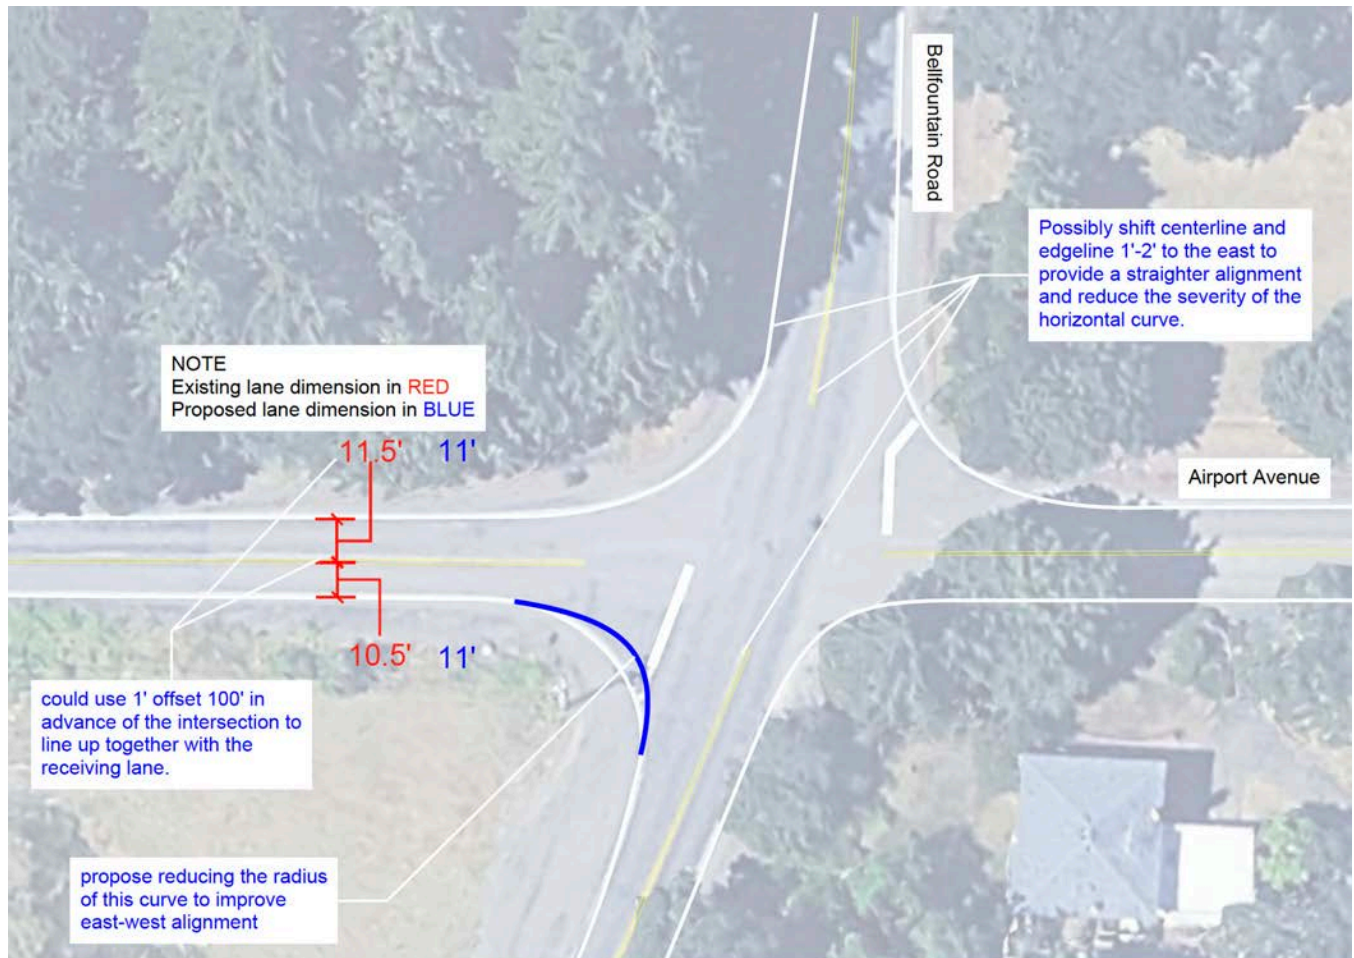 Bellfountain Road
Possibly shift centerline and
edgeline 1'-2' to the east to
provide a straighter alignment
and reduce the severity of the
horizontal curve.
NOTE
Existing lane dimension in RED
Proposed lane dimension in BLUE
11.5' 11'
Airport Avenue
10.5' 11'
could use 1' offset 100' in
advance of the intersection to
line up together with the
receiving lane.
propose reducing the radius
of this curve to improve
east-west alignment